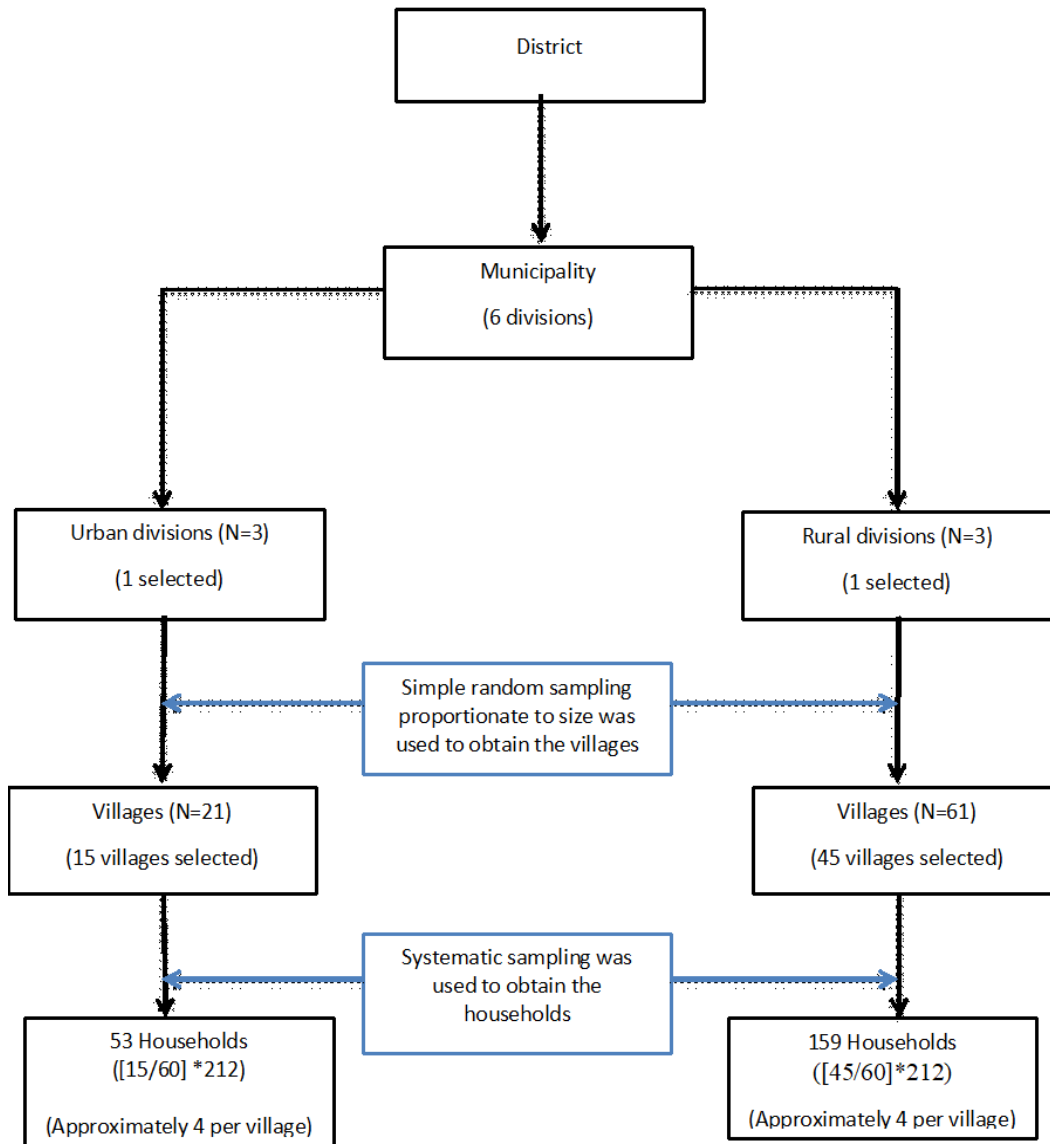 District
Municipality
(6 divisions)
Urban divisions (N=3)
(1 selected)
Rural divisions (N=3)
(1 selected)
Simple random sampling
proportionate to size was
used to obtain the villages
Villages (N=21)
(15 villages selected)
Villages (N=61)
(45 villages selected)
Systematic sampling was
used to obtain the
households
53 Households
([15/60] *212)
(Approximately 4 per village)
159 Households
([45/60]*212)
(Approximately 4 per village)